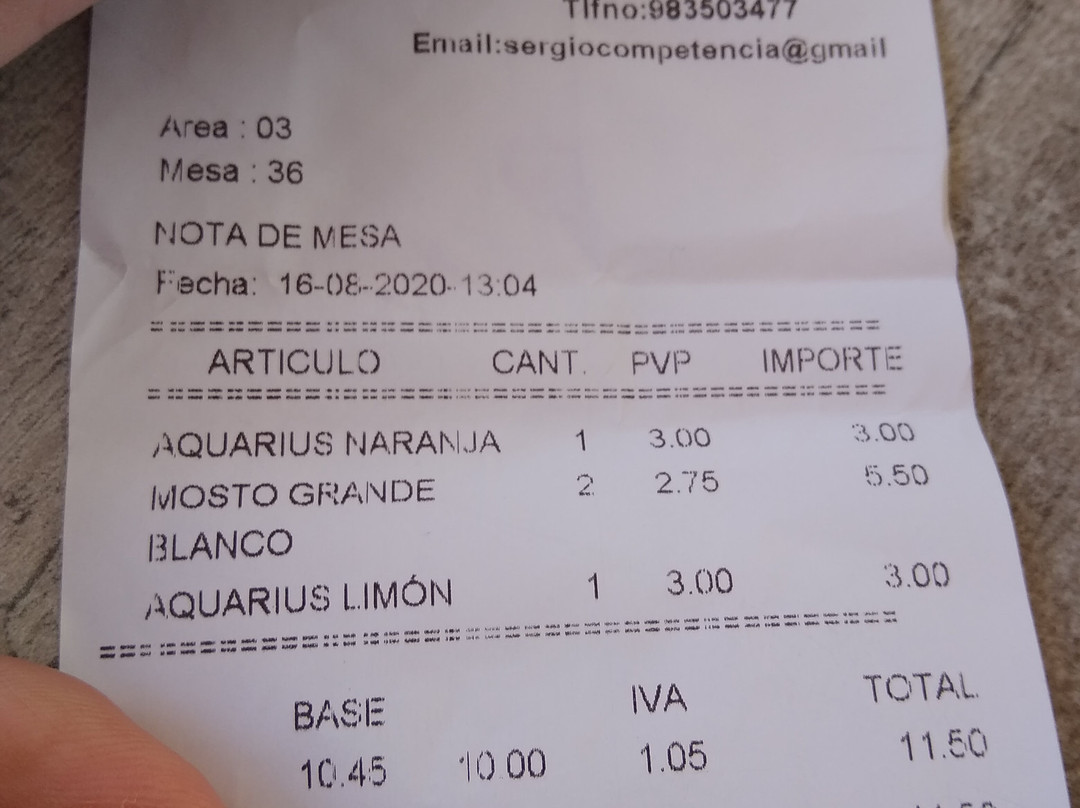 Tlfno:983503477
Email:sergiocompetencia@gmail
Area : 03
Mesa : 36
NOTA DE MESA
Fecha: 16-08-2020-13:04
ARTICULO CANT. PVP IMPORTE
AQUARIUS NARANJA 1 3.00 3.00
MOSTO GRANDE 2 2.75 5.50
BLANCO
AQUARIUS LIMÓN 1 3.00 3.00
BASE IVA TOTAL
10.45 10.00 1.05 11.50